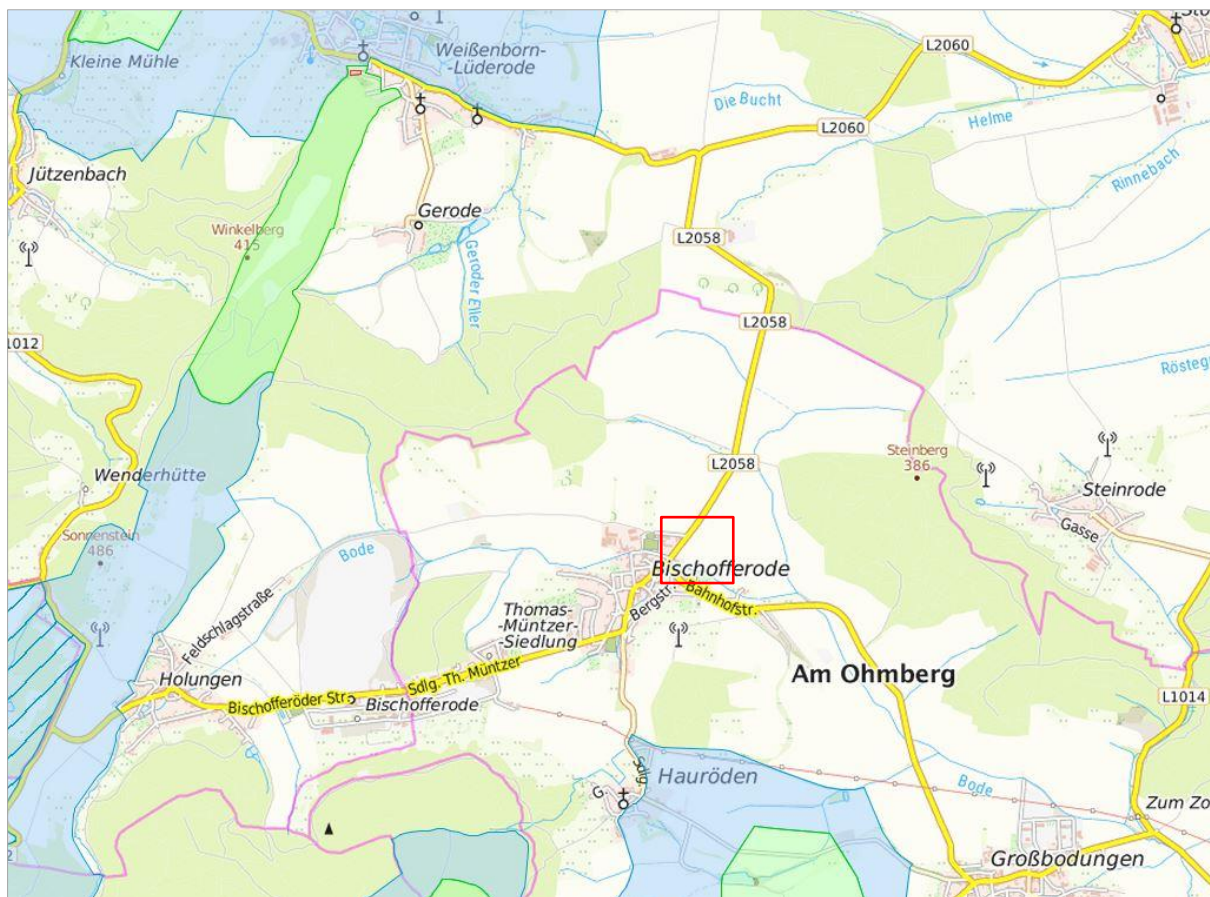 Kleine Mühle
Weißenborn-
-Lüderode
L2060
Die Bucht
L2060
Helme
Rinnebach
Jützenbach
Gerode
Winkelberg
415
L2058
Geroder Eller
L2058
Rösteg
L2058
Steinberg
386
Steinrode
Gasse
Wenderhütte
Sonnenstein
486
Bode
Bischofferode
Bahnhofstr.
Bergstr.
Thomas-
-Müntzer-
-Siedlung
Feldschlagstraße
Holungen
Sdlg. Th. Müntzer
Bischofferöder Str.
Bischofferode
Am Ohmberg
L1014
Sdlg.
G.
Hauröden
Bode
Zum Zo
Großbodungen